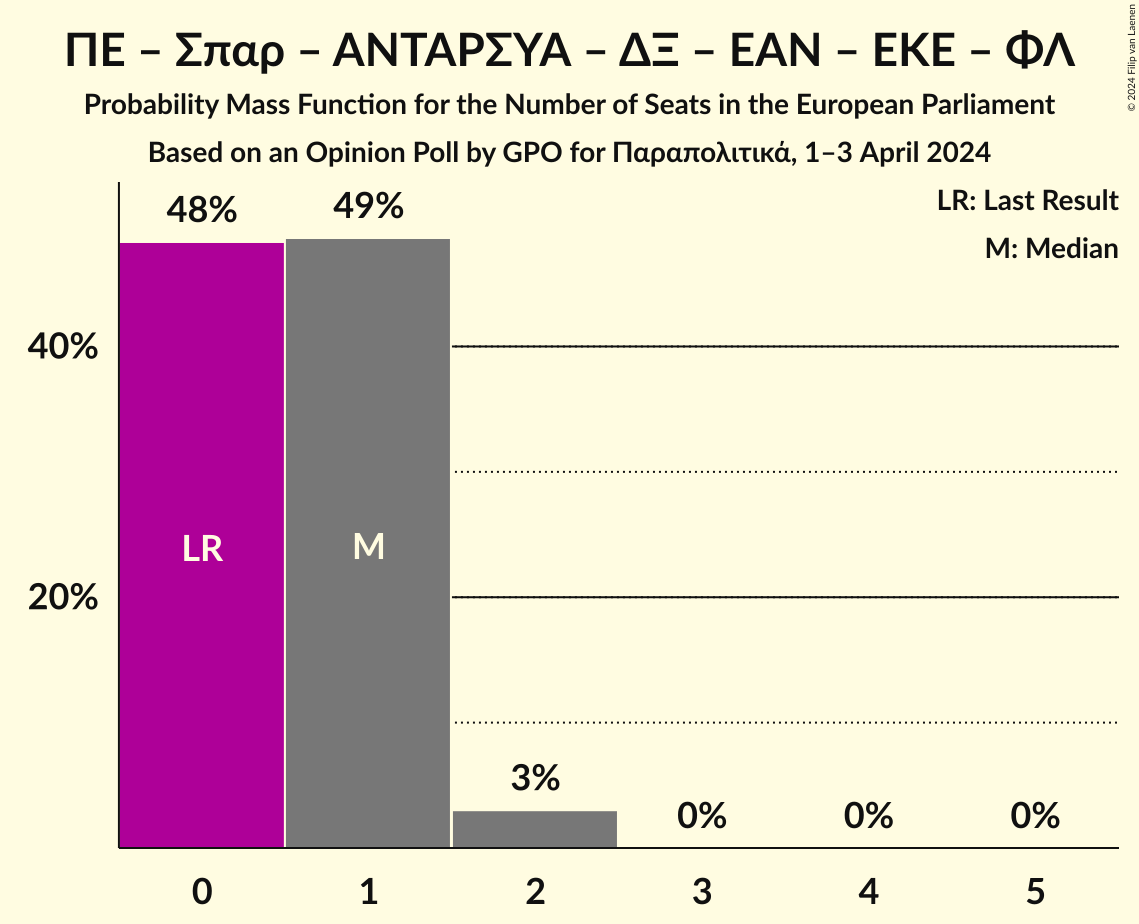 ΠΕ – Σπαρ – ΑΝΤΑΡΣΥΑ – ΔΞ – ΕΑΝ – ΕΚΕ – ΦΛ
Probability Mass Function for the Number of Seats in the European Parliament
Based on an Opinion Poll by GPO for Παραπολιτικά, 1–3 April 2024
© 2024 Filip van Laenen
LR: Last Result
M: Median
48%
49%
40%
LR
M
20%
3%
0%
0%
0%
0
1
2
3
4
5